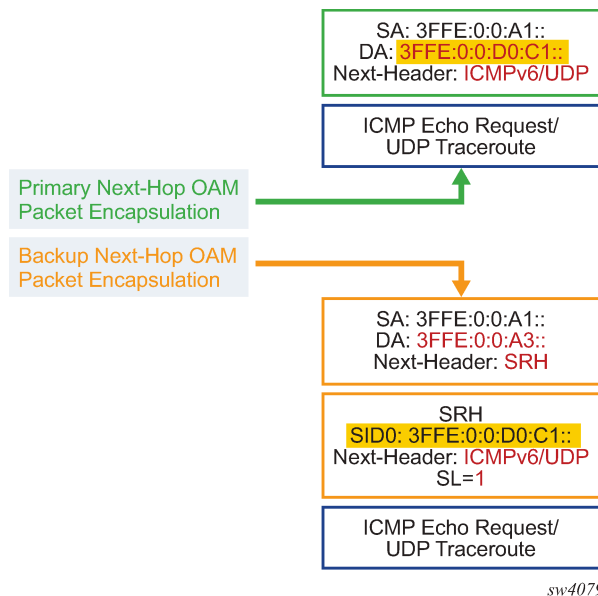 SA: 3FFE:0:0:A1::
DA: 3FFE:0:0:D0:C1::
Next-Header: ICMPv6/UDP
ICMP Echo Request/
UDP Traceroute
Primary Next-Hop OAM
Packet Encapsulation
Backup Next-Hop OAM
Packet Encapsulation
SA: 3FFE:0:0:A1::
DA: 3FFE:0:0:A3::
Next-Header: SRH
SRH
SID0: 3FFE:0:0:D0:C1::
Next-Header: ICMPv6/UDP
SL=1
ICMP Echo Request/
UDP Traceroute
sw4079